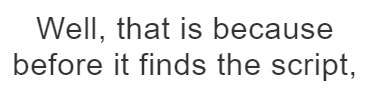 Well, that is because
before it finds the script,